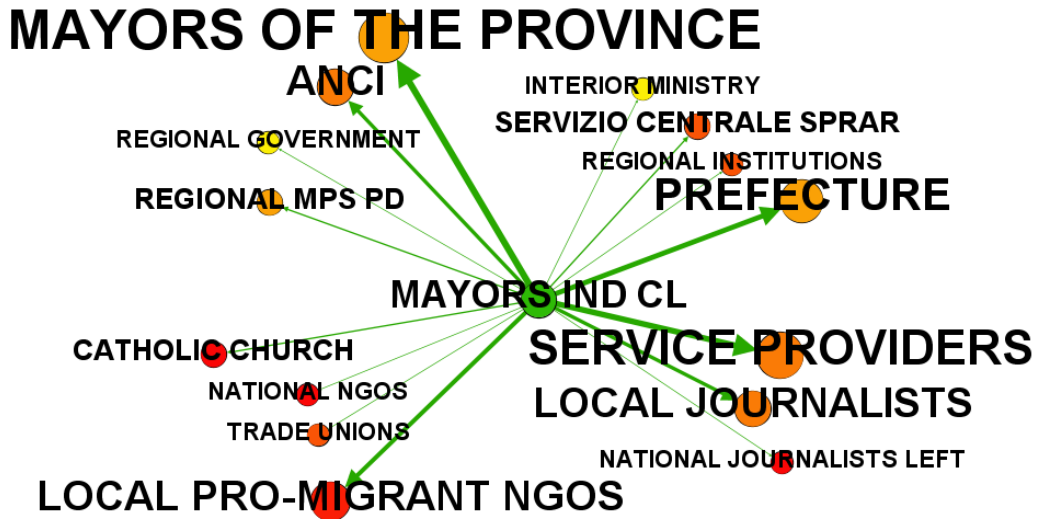 MAYORS OF THE PROVINCE
ANCI
INTERIOR MINISTRY
SERVIZIO CENTRALE SPRAR
REGIONAL GOVERNMENT
REGIONAL INSTITUTIONS
REGIONAL MPS PD
PREFECTURE
MAYORS IND CL
CATHOLIC CHURCH
SERVICE PROVIDERS
NATIONAL NGOS
LOCAL JOURNALISTS
TRADE UNIONS
NATIONAL JOURNALISTS LEFT
LOCAL PRO-MIGRANT NGOS